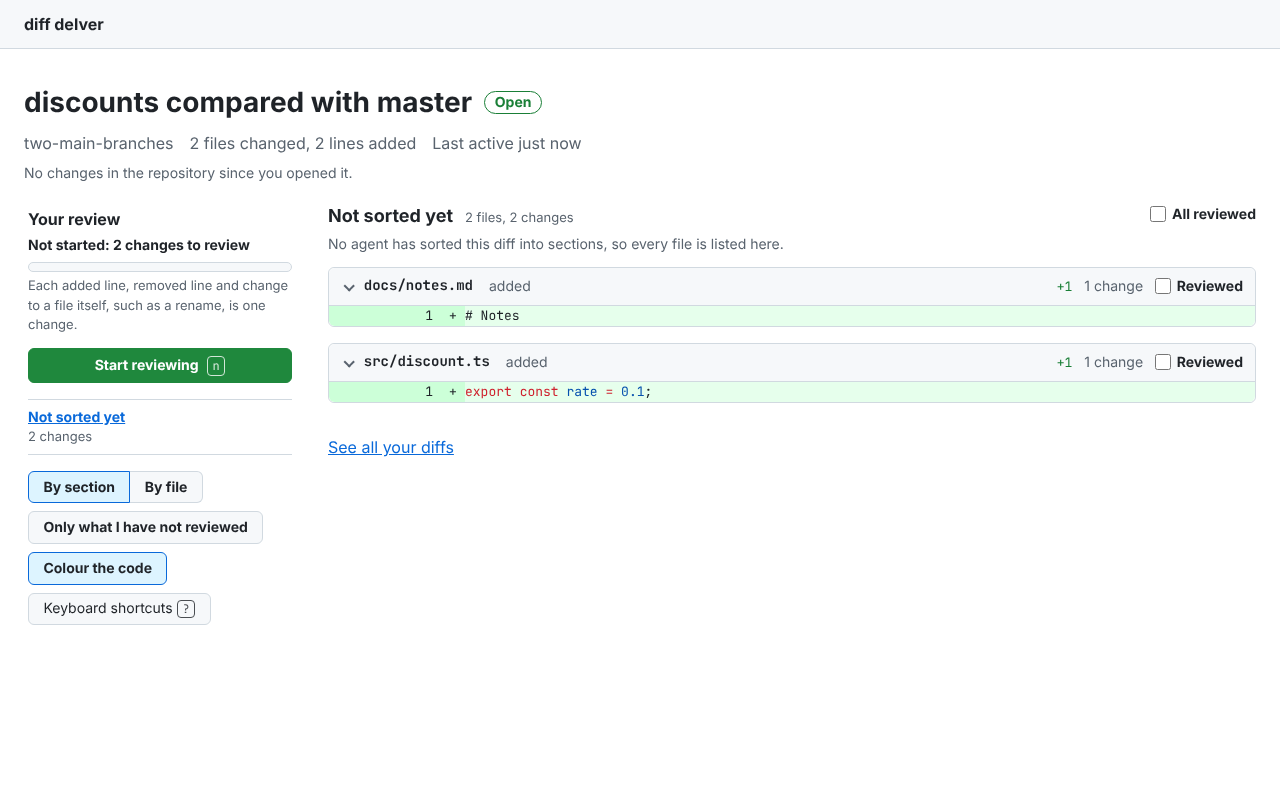 diff delver
discounts compared with master Open
two-main-branches 2 files changed, 2 lines added Last active just now
No changes in the repository since you opened it.
Your review
Not started: 2 changes to review
Each added line, removed line and change
to a file itself, such as a rename, is one
change.
Start reviewing n
Not sorted yet
2 changes
By section By file
Only what I have not reviewed
Colour the code
Keyboard shortcuts ?
Not sorted yet 2 files, 2 changes All reviewed
No agent has sorted this diff into sections, so every file is listed here.
docs/notes.md added +1 1 change Reviewed
1 + # Notes
src/discount.ts added +1 1 change Reviewed
1 + export const rate = 0.1;
See all your diffs